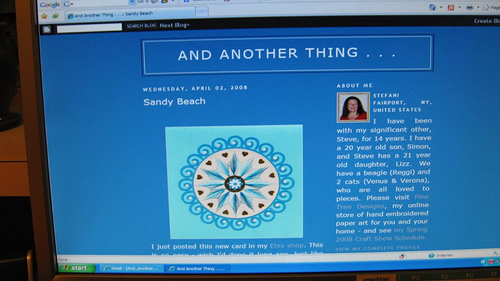 Google
And Another Thing . . . : Sandy Beach
Page
SEARCH BLOG Next Blog»
Create Bl
AND ANOTHER THING . . .
WEDNESDAY, APRIL 02, 2008
Sandy Beach
I just posted this new card in my Etsy shop. This
ABOUT ME
STEFANI
FAIRPORT, NY,
UNITED STATES
I have been
with my significant other,
Steve, for 14 years. I have
a 20 year old son, Simon,
and Steve has a 21 year
old daughter, Lizz. We
have a beagle (Reggi) and
2 cats (Venus & Verona),
who are all loved to
pieces. Please visit Pine
Tree Designs, my online
store of hand embroidered
paper art for you and your
home - and see my Spring
2008 Craft Show Schedule.
VIEW MY COMPLETE PROFILE
Done
Internet
start
And Another Thing . . .